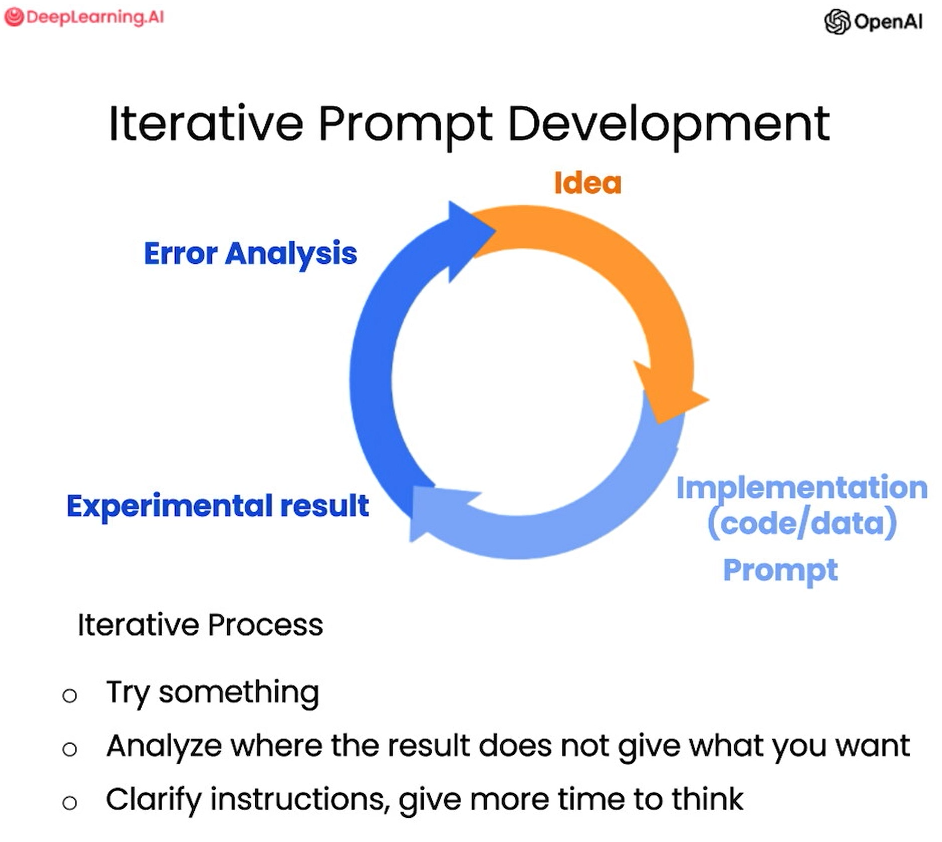 DeepLearning.AI
OpenAI
Iterative Prompt Development
Idea
Error Analysis
Experimental result
Implementation
(code/data)
Prompt
Iterative Process
o Try something
o Analyze where the result does not give what you want
o Clarify instructions, give more time to think